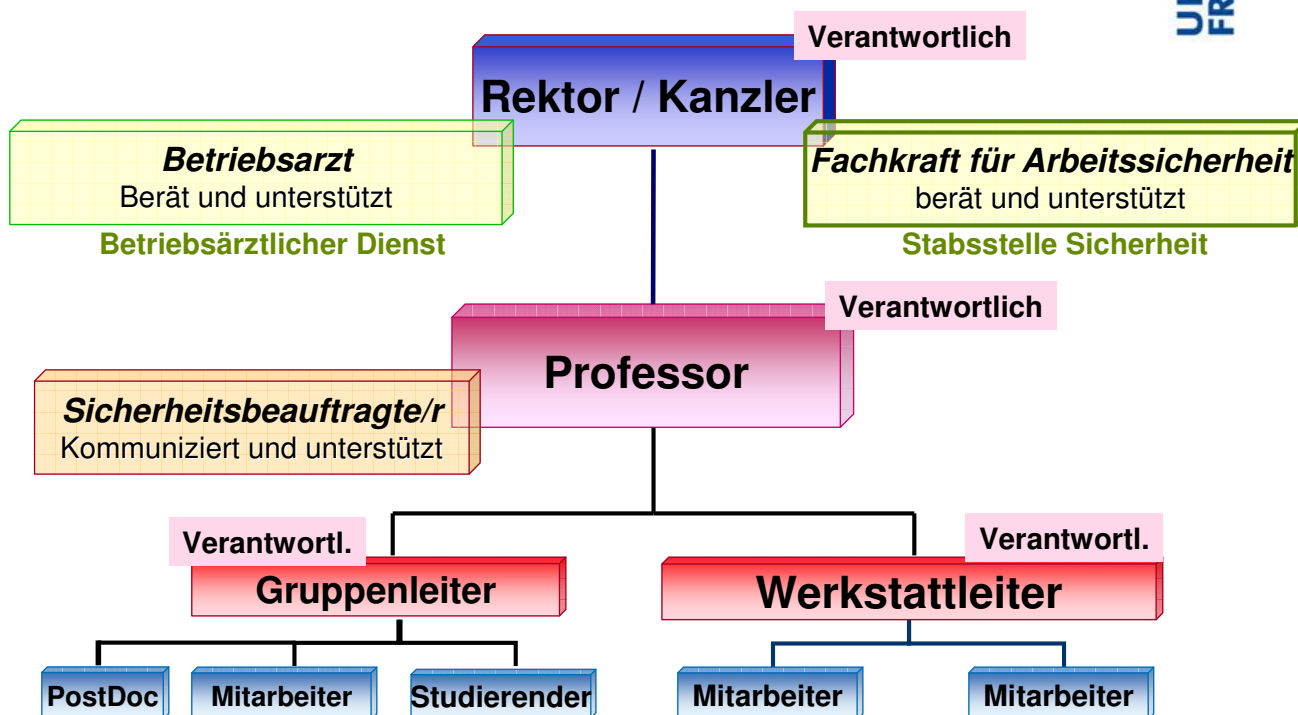 Verantwortlich
Rektor / Kanzler
Betriebsarzt
Berät und unterstützt
Betriebsärztlicher Dienst
Fachkraft für Arbeitssicherheit
berät und unterstützt
Stabsstelle Sicherheit
Verantwortlich
Professor
Sicherheitsbeauftragte/r
Kommuniziert und unterstützt
Verantwortl.
Gruppenleiter
Verantwortl.
Werkstattleiter
PostDoc
Mitarbeiter
Studierender
Mitarbeiter
Mitarbeiter